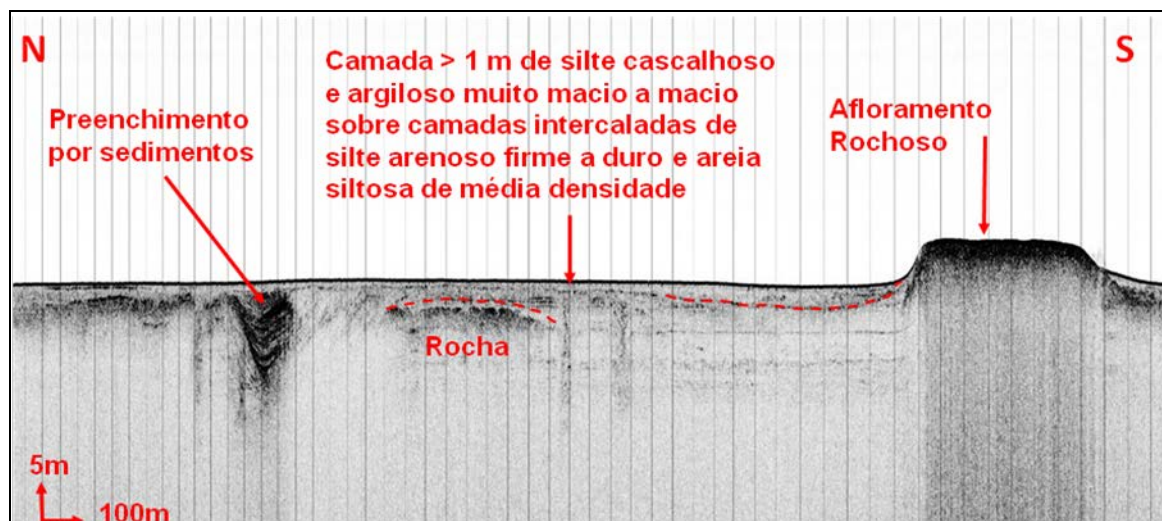 N
S
Camada > 1 m de silte cascalhoso
e argiloso muito macio a macio
sobre camadas intercaladas de
silte arenoso firme a duro e areia
siltosa de média densidade
Preenchimento
por sedimentos
Afloramento
Rochoso
Rocha
5m
100m